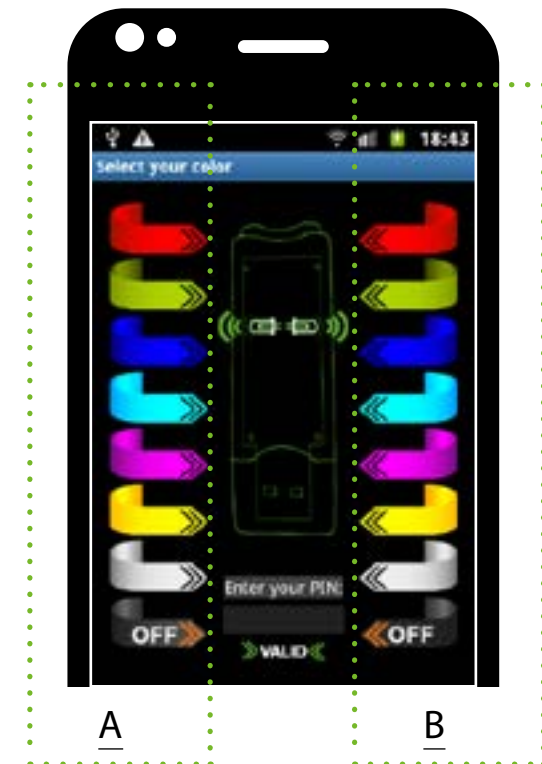 18:43
Select your color
Enter your PIN:
OFF
VALID
OFF
A
B